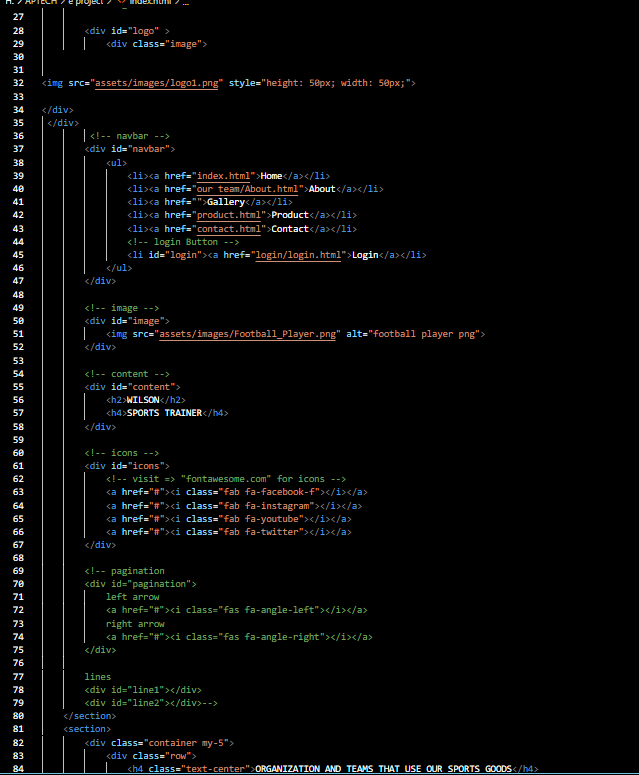 H: > APTECH > e project > <> index.html > ...
27
28 <div id="logo" >
29 <div class="image">
30
31
32 <img src="assets/images/logo1.png" style="height: 50px; width: 50px;">
33
34 </div>
35 </div>
36 <!-- navbar -->
37 <div id="navbar">
38 <ul>
39 <li><a href="index.html">Home</a></li>
40 <li><a href="our team/About.html">About</a></li>
41 <li><a href="">Gallery</a></li>
42 <li><a href="product.html">Product</a></li>
43 <li><a href="contact.html">Contact</a></li>
44 <!-- login Button -->
45 <li id="login"><a href="login/login.html">Login</a></li>
46 </ul>
47 </div>
48
49 <!-- image -->
50 <div id="image">
51 <img src="assets/images/Football_Player.png" alt="football player png">
52 </div>
53
54 <!-- content -->
55 <div id="content">
56 <h2>WILSON</h2>
57 <h4>SPORTS TRAINER</h4>
58 </div>
59
60 <!-- icons -->
61 <div id="icons">
62 <!-- visit => "fontawesome.com" for icons -->
63 <a href="#"><i class="fab fa-facebook-f"></i></a>
64 <a href="#"><i class="fab fa-instagram"></i></a>
65 <a href="#"><i class="fab fa-youtube"></i></a>
66 <a href="#"><i class="fab fa-twitter"></i></a>
67 </div>
68
69 <!-- pagination
70 <div id="pagination">
71 left arrow
72 <a href="#"><i class="fas fa-angle-left"></i></a>
73 right arrow
74 <a href="#"><i class="fas fa-angle-right"></i></a>
75 </div>
76
77 lines
78 <div id="line1"></div>
79 <div id="line2"></div>-->
80 </section>
81 <section>
82 <div class="container my-5">
83 <div class="row">
84 <h4 class="text-center">ORGANIZATION AND TEAMS THAT USE OUR SPORTS GOODS</h4>